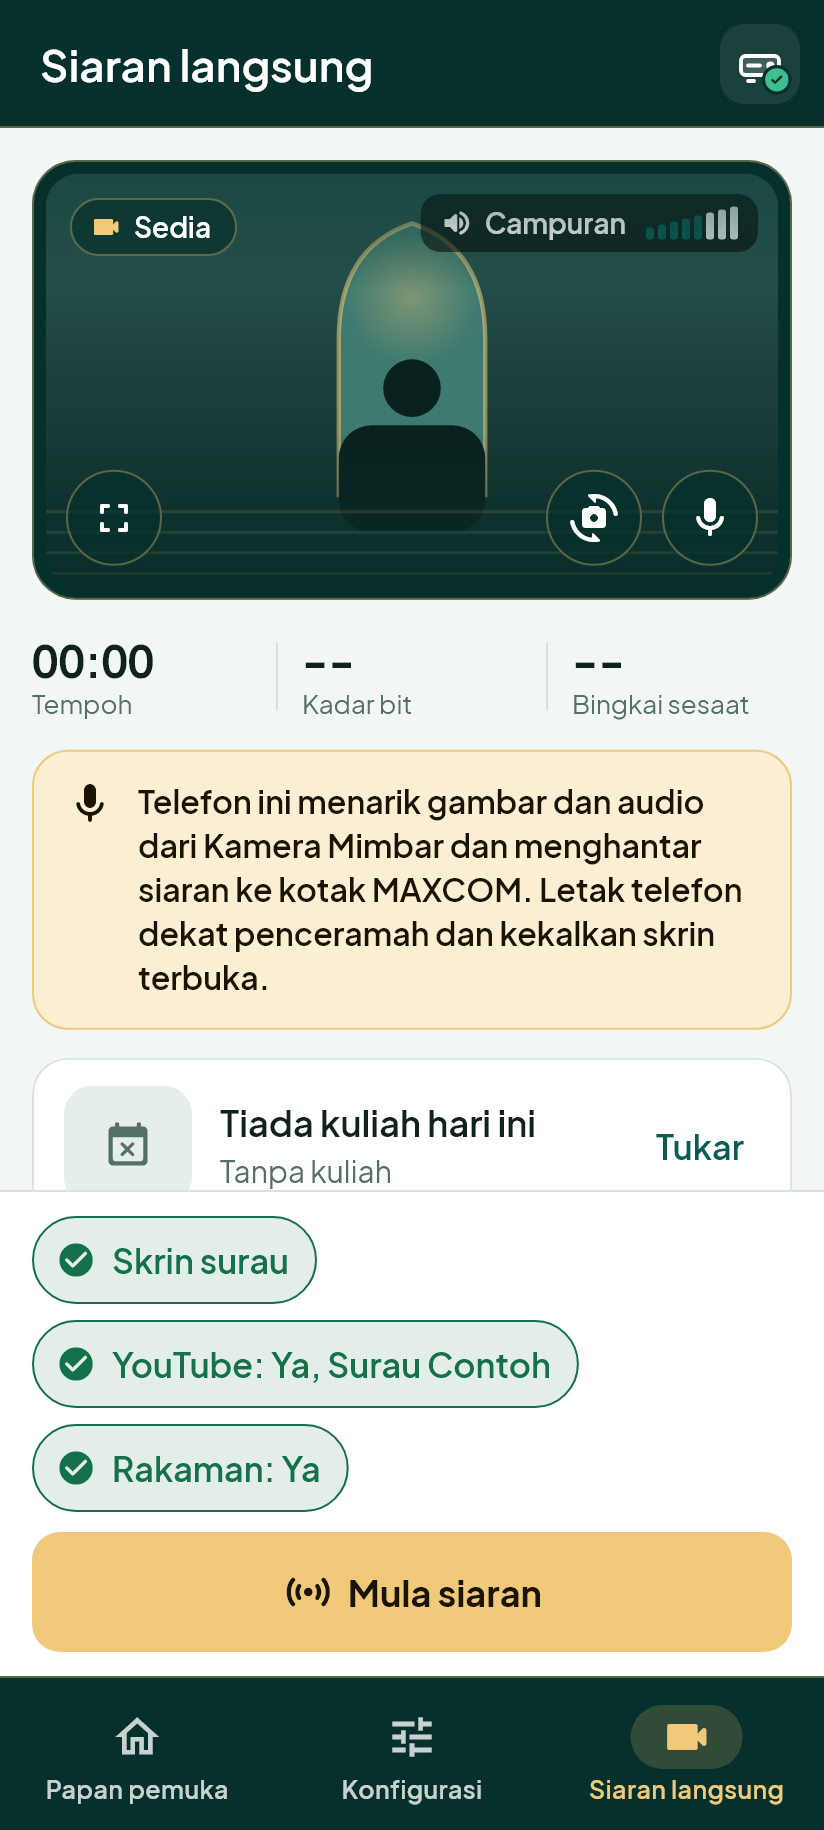 Siaran langsung
Sedia
Campuran
00:00
Tempoh
--
Kadar bit
--
Bingkai sesaat
Telefon ini menarik gambar dan audio
dari Kamera Mimbar dan menghantar
siaran ke kotak MAXCOM. Letak telefon
dekat penceramah dan kekalkan skrin
terbuka.
Tiada kuliah hari ini
Tanpa kuliah
Tukar
Skrin surau
YouTube: Ya, Surau Contoh
Rakaman: Ya
Mula siaran
Papan pemuka
Konfigurasi
Siaran langsung